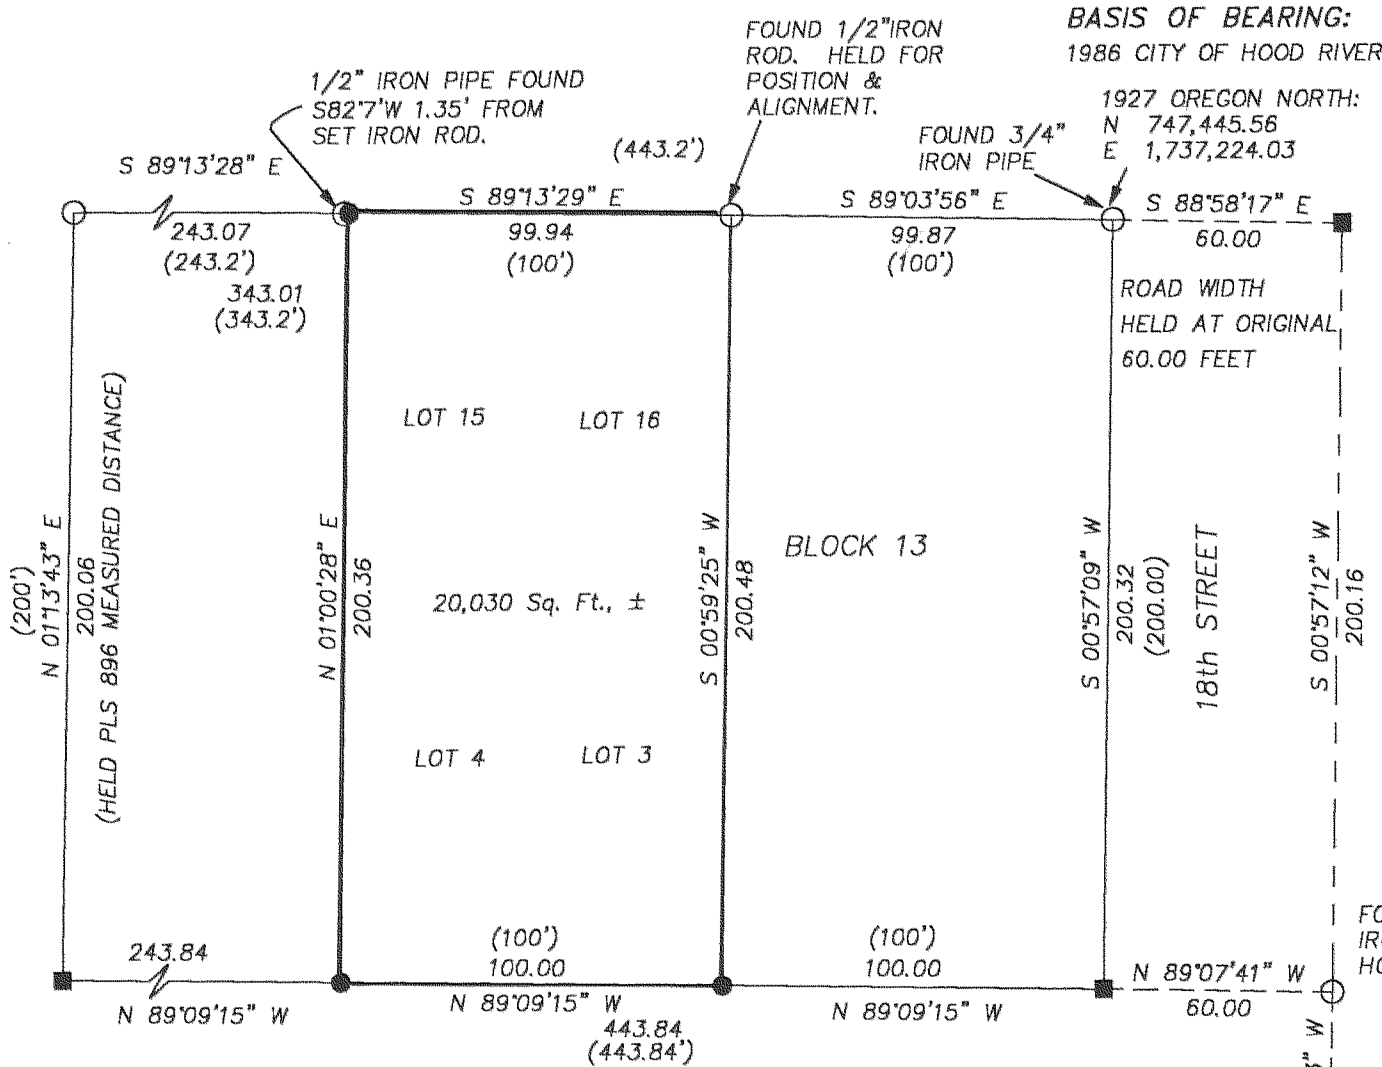 BASIS OF BEARING:
1986 CITY OF HOOD RIVER
1927 OREGON NORTH:
N 747,445.56
E 1,737,224.03
FOUND 1/2"IRON
ROD. HELD FOR
POSITION &
ALIGNMENT.
1/2" IRON PIPE FOUND
S82°7'W 1.35' FROM
SET IRON ROD.
FOUND 3/4"
IRON PIPE
(443.2')
S 89°13'28" E
243.07
(243.2')
343.01
(343.2')
S 89°13'29" E
99.94
(100')
S 89°03'56" E
99.87
(100')
S 88°58'17" E
60.00
ROAD WIDTH
HELD AT ORIGINAL
60.00 FEET
LOT 15
LOT 16
BLOCK 13
20,030 Sq. Ft., ±
LOT 4
LOT 3
(200')
N 01°13'43" E
200.06
(HELD PLS 896 MEASURED DISTANCE)
N 01°00'28" E
200.36
S 00°59'25" W
200.48
S 00°57'09" W
200.32
(200.00)
18th STREET
S 00°57'12" W
200.16
243.84
N 89°09'15" W
(100')
100.00
N 89°09'15" W
443.84
(443.84')
(100')
100.00
N 89°09'15" W
N 89°07'41" W
60.00
" W